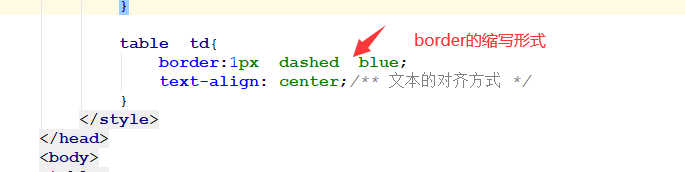 }
border的缩写形式
table td{
border:1px dashed blue;
text-align: center;/** 文本的对齐方式 */
}
</style>
</head>
<body>